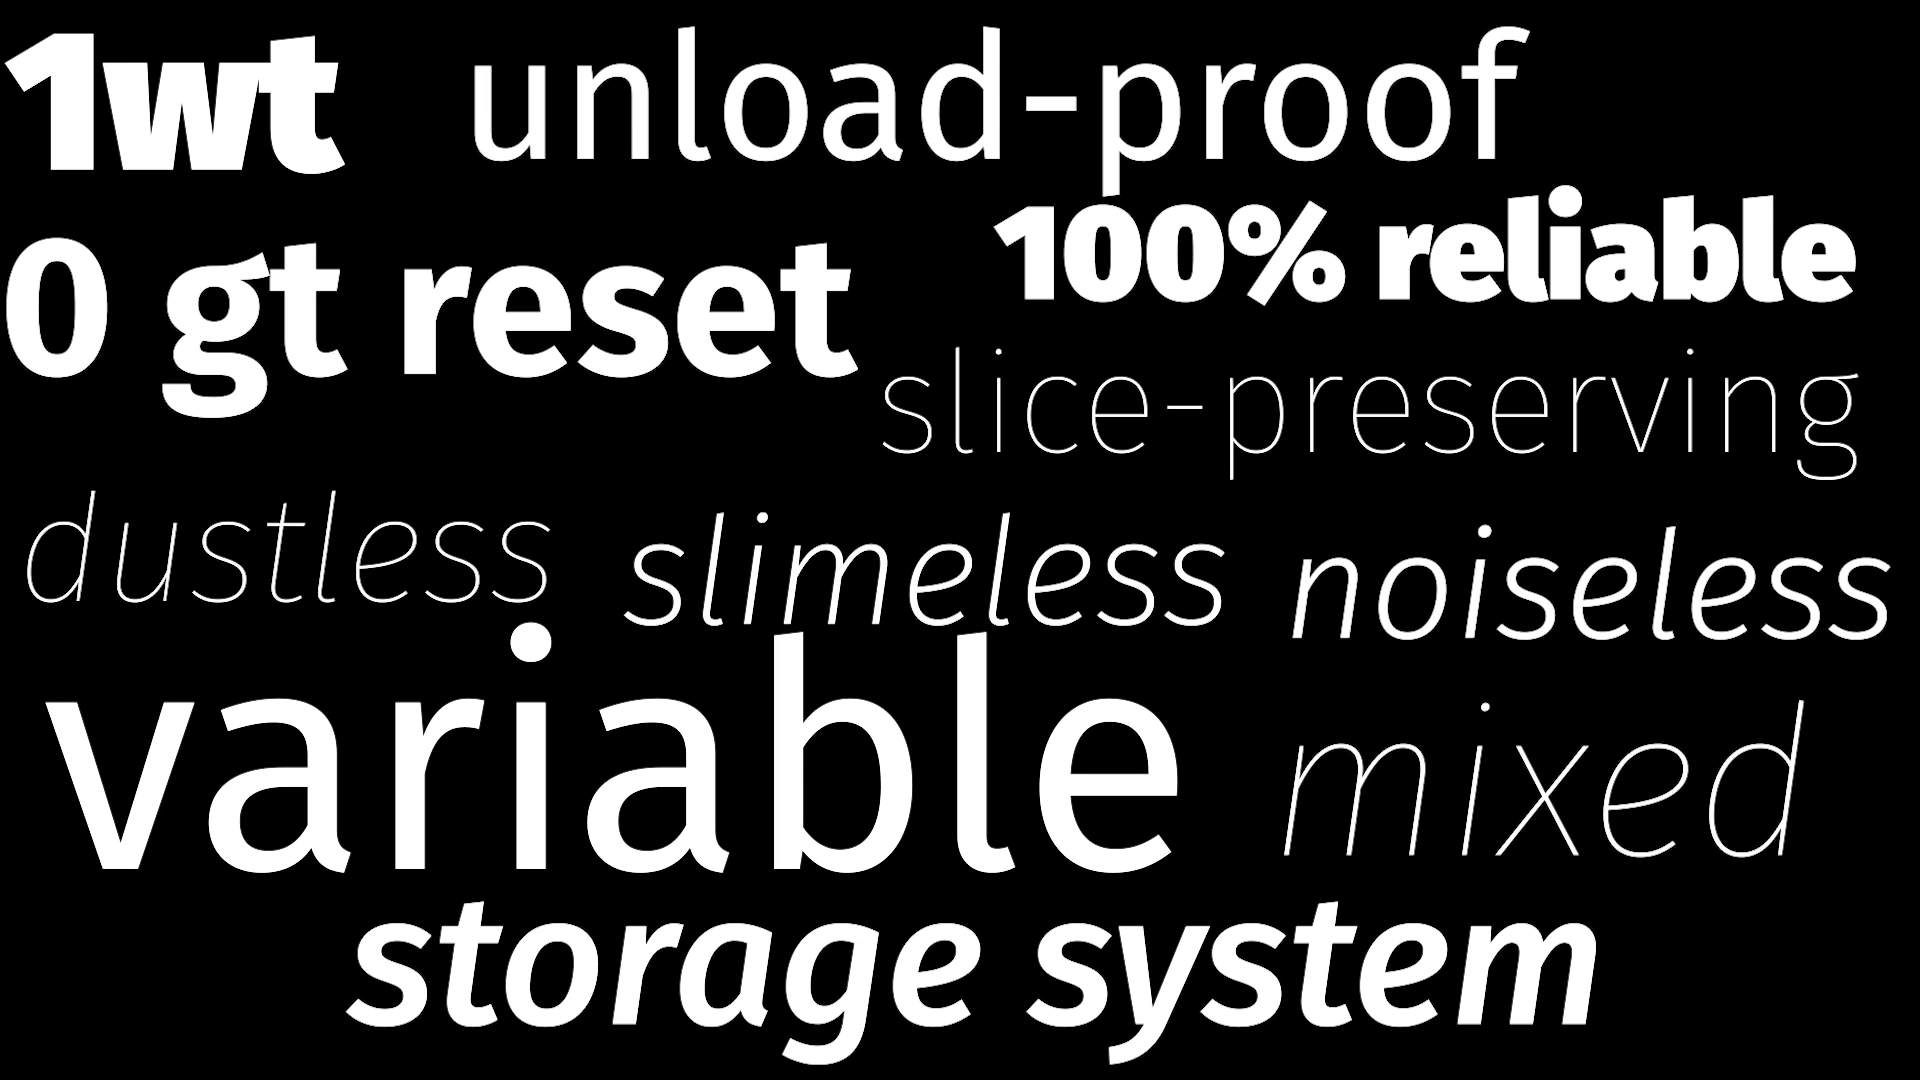 1wt unload-proof
100% reliable
0 gt reset
slice-preserving
dustless slimeless noiseless
variable mixed
storage system